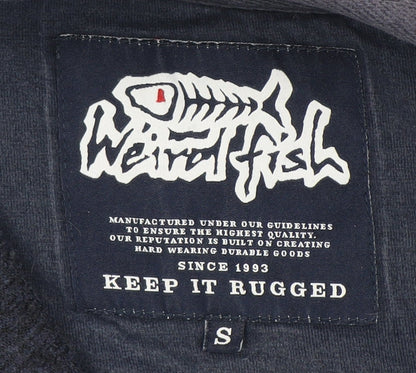 Weird fish
MANUFACTURED UNDER OUR GUIDELINES
TO ENSURE THE HIGHEST QUALITY.
OUR REPUTATION IS BUILT ON CREATING
HARD WEARING DURABLE GOODS
SINCE 1993
KEEP IT RUGGED
S